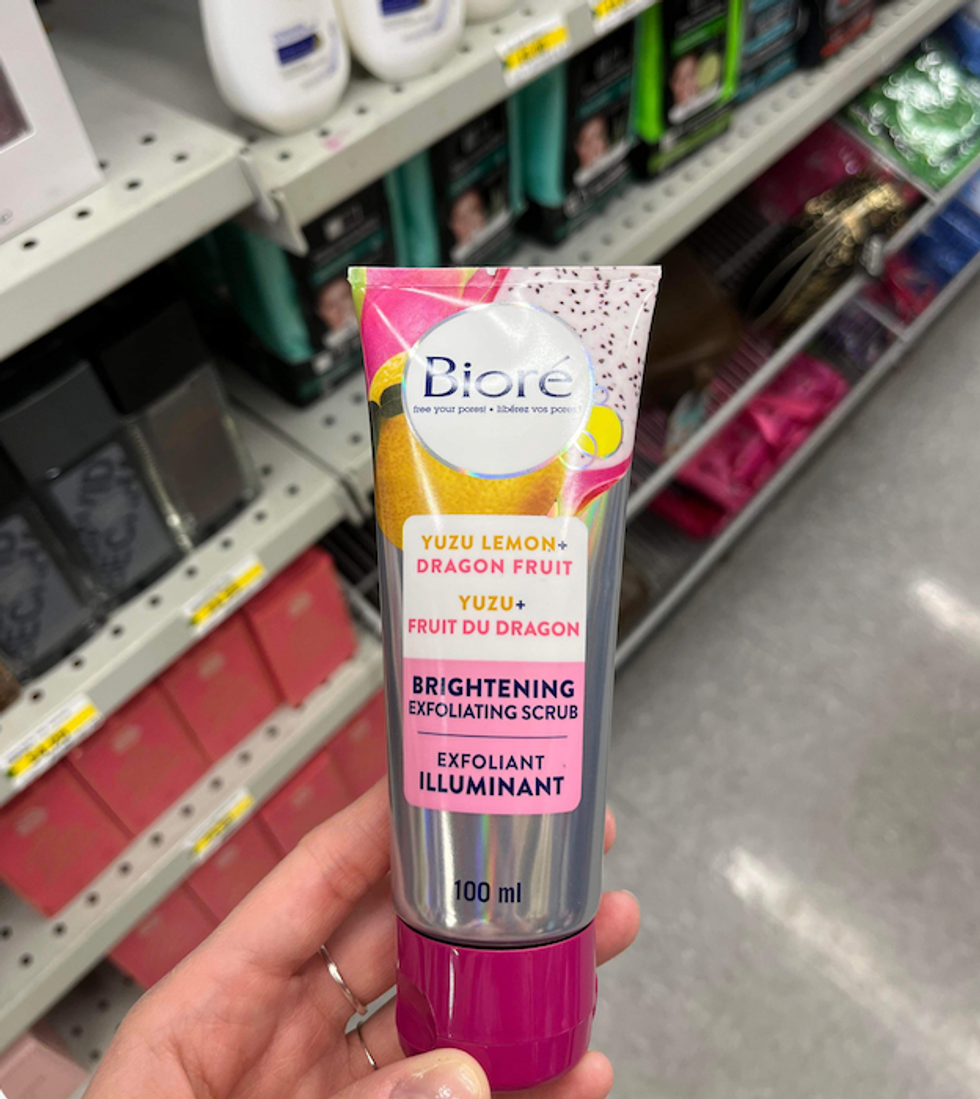 Bioré
free your pores! • libérez vos pores!
YUZU LEMON+
DRAGON FRUIT
YUZU+
FRUIT DU DRAGON
BRIGHTENING
EXFOLIATING SCRUB
EXFOLIANT
ILLUMINANT
100 ml